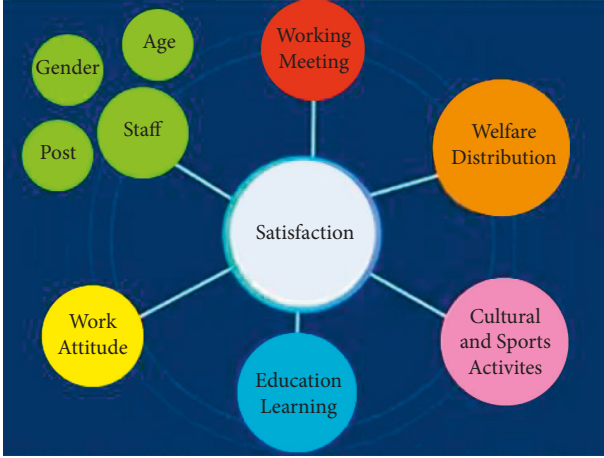 Age
Gender
Staff
Post
Working
Meeting
Welfare
Distribution
Satisfaction
Work
Attitude
Education
Learning
Cultural
and Sports
Activites